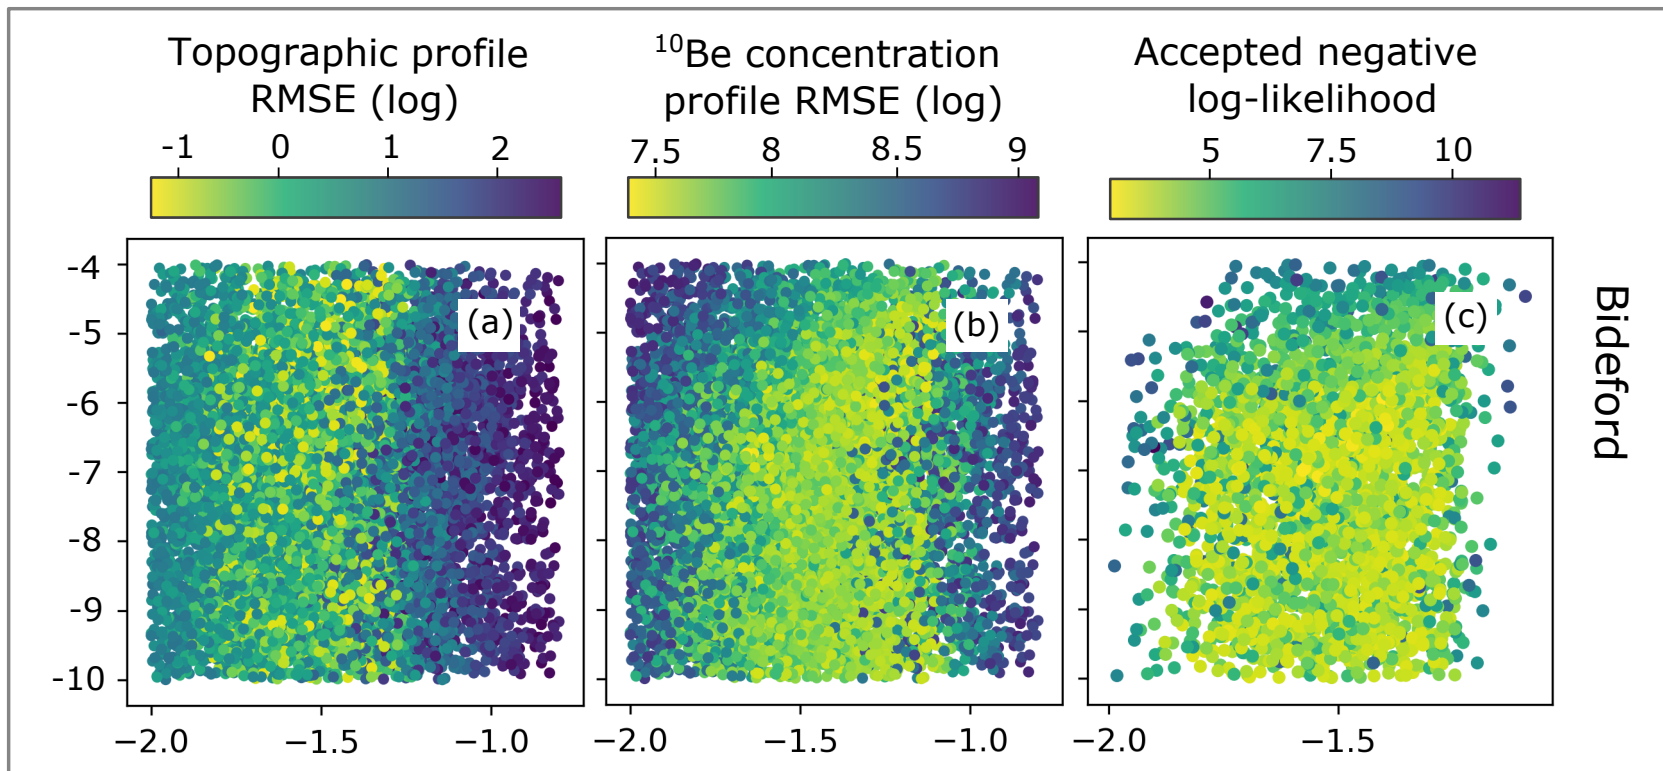 Topographic profile
RMSE (log)
-1 0 1 2
10Be concentration
profile RMSE (log)
7.5 8 8.5 9
Accepted negative
log-likelihood
5 7.5 10
-4
-5
-6
-7
-8
-9
-10
(a)
(b)
(c)
Bideford
−2.0 −1.5 −1.0
−2.0 −1.5 −1.0
−2.0 −1.5